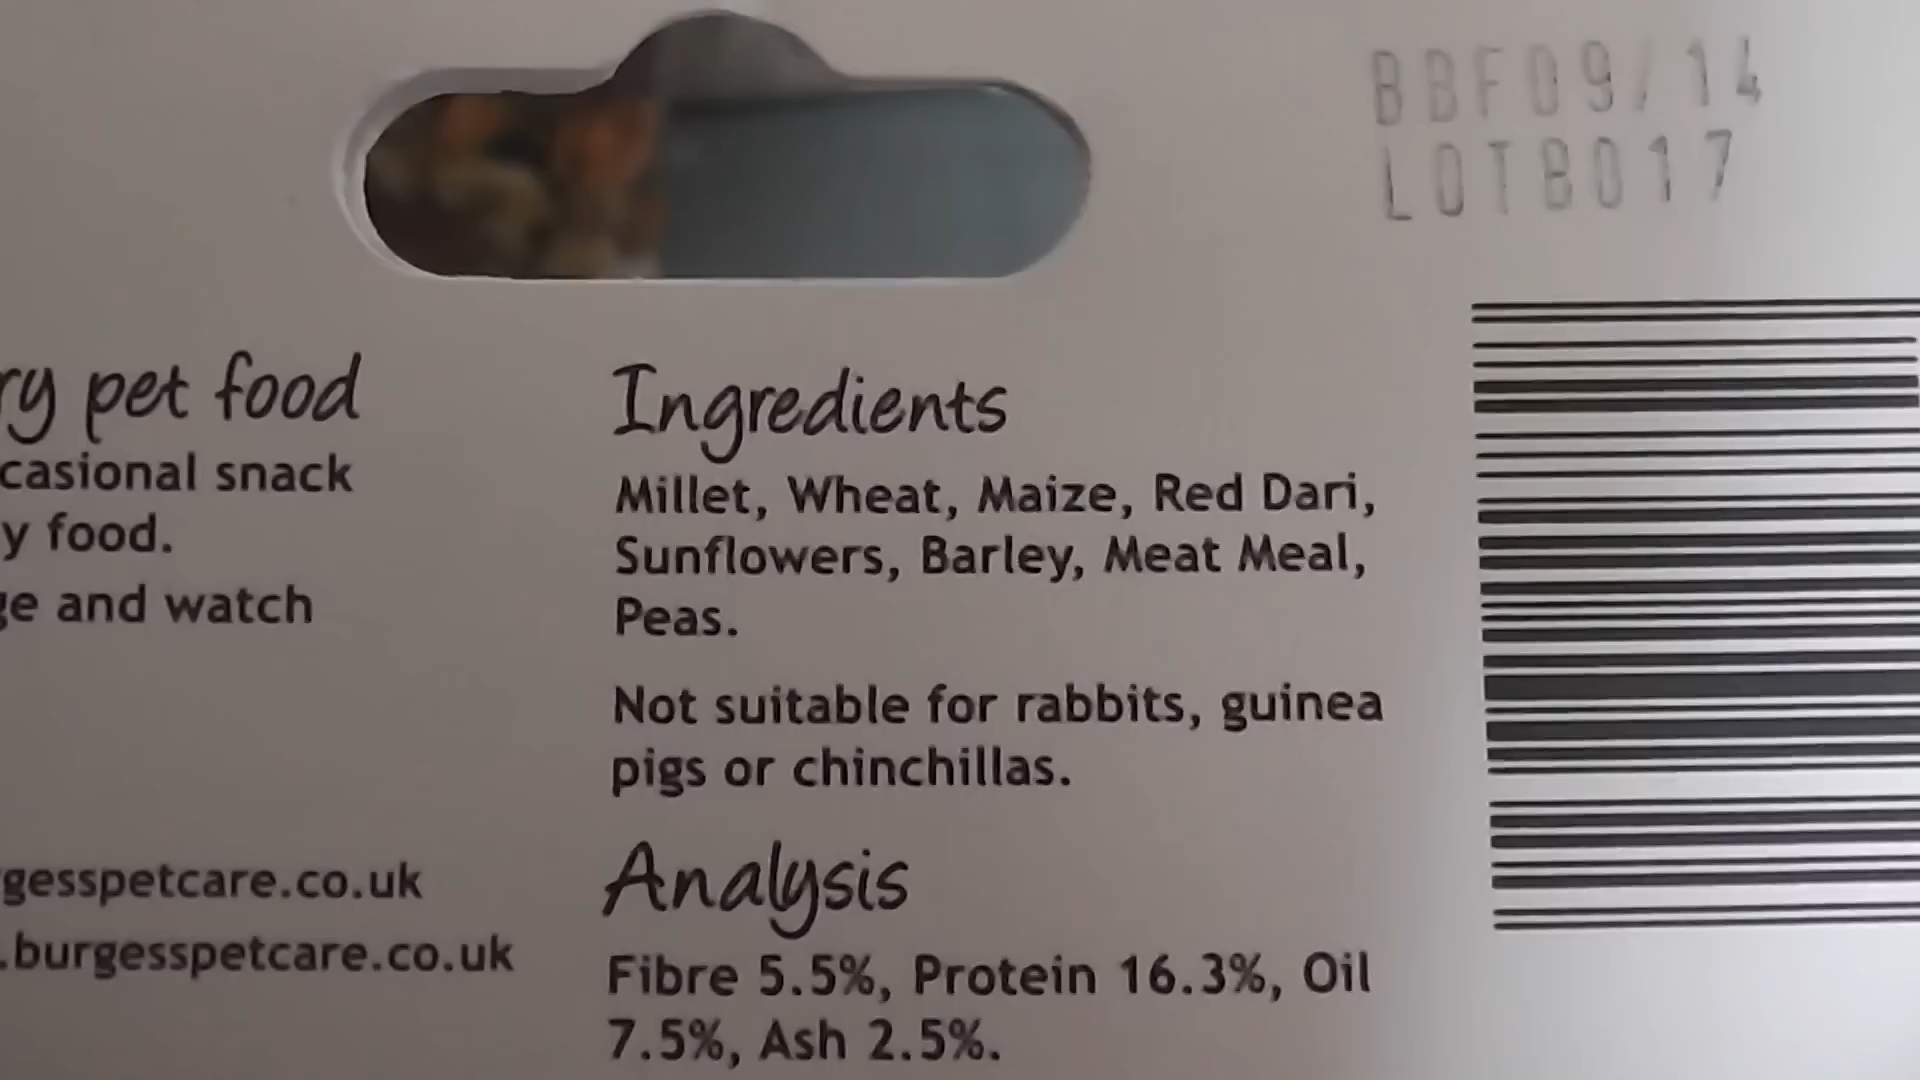 BBF09/14
LOTB017
ry pet food
casional snack
y food.
ge and watch
gesspetcare.co.uk
.burgesspetcare.co.uk
Ingredients
Millet, Wheat, Maize, Red Dari,
Sunflowers, Barley, Meat Meal,
Peas.
Not suitable for rabbits, guinea
pigs or chinchillas.
Analysis
Fibre 5.5%, Protein 16.3%, Oil
7.5%, Ash 2.5%.